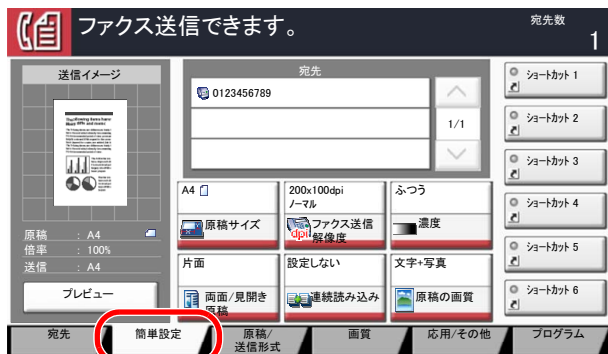 ファクス送信できます。
宛先数
1
送信イメージ
原稿 : A4
倍率 : 100%
送信 : A4
プレビュー
宛先
0123456789
1/1
A4
原稿サイズ
200x100dpi
ノーマル
dpi
ファクス送信
解像度
ふつう
濃度
片面
両面/見開き
原稿
設定しない
連続読み込み
文字+写真
原稿の画質
ショートカット 1
ショートカット 2
ショートカット 3
ショートカット 4
ショートカット 5
ショートカット 6
宛先
簡単設定
原稿/
送信形式
画質
応用/その他
プログラム